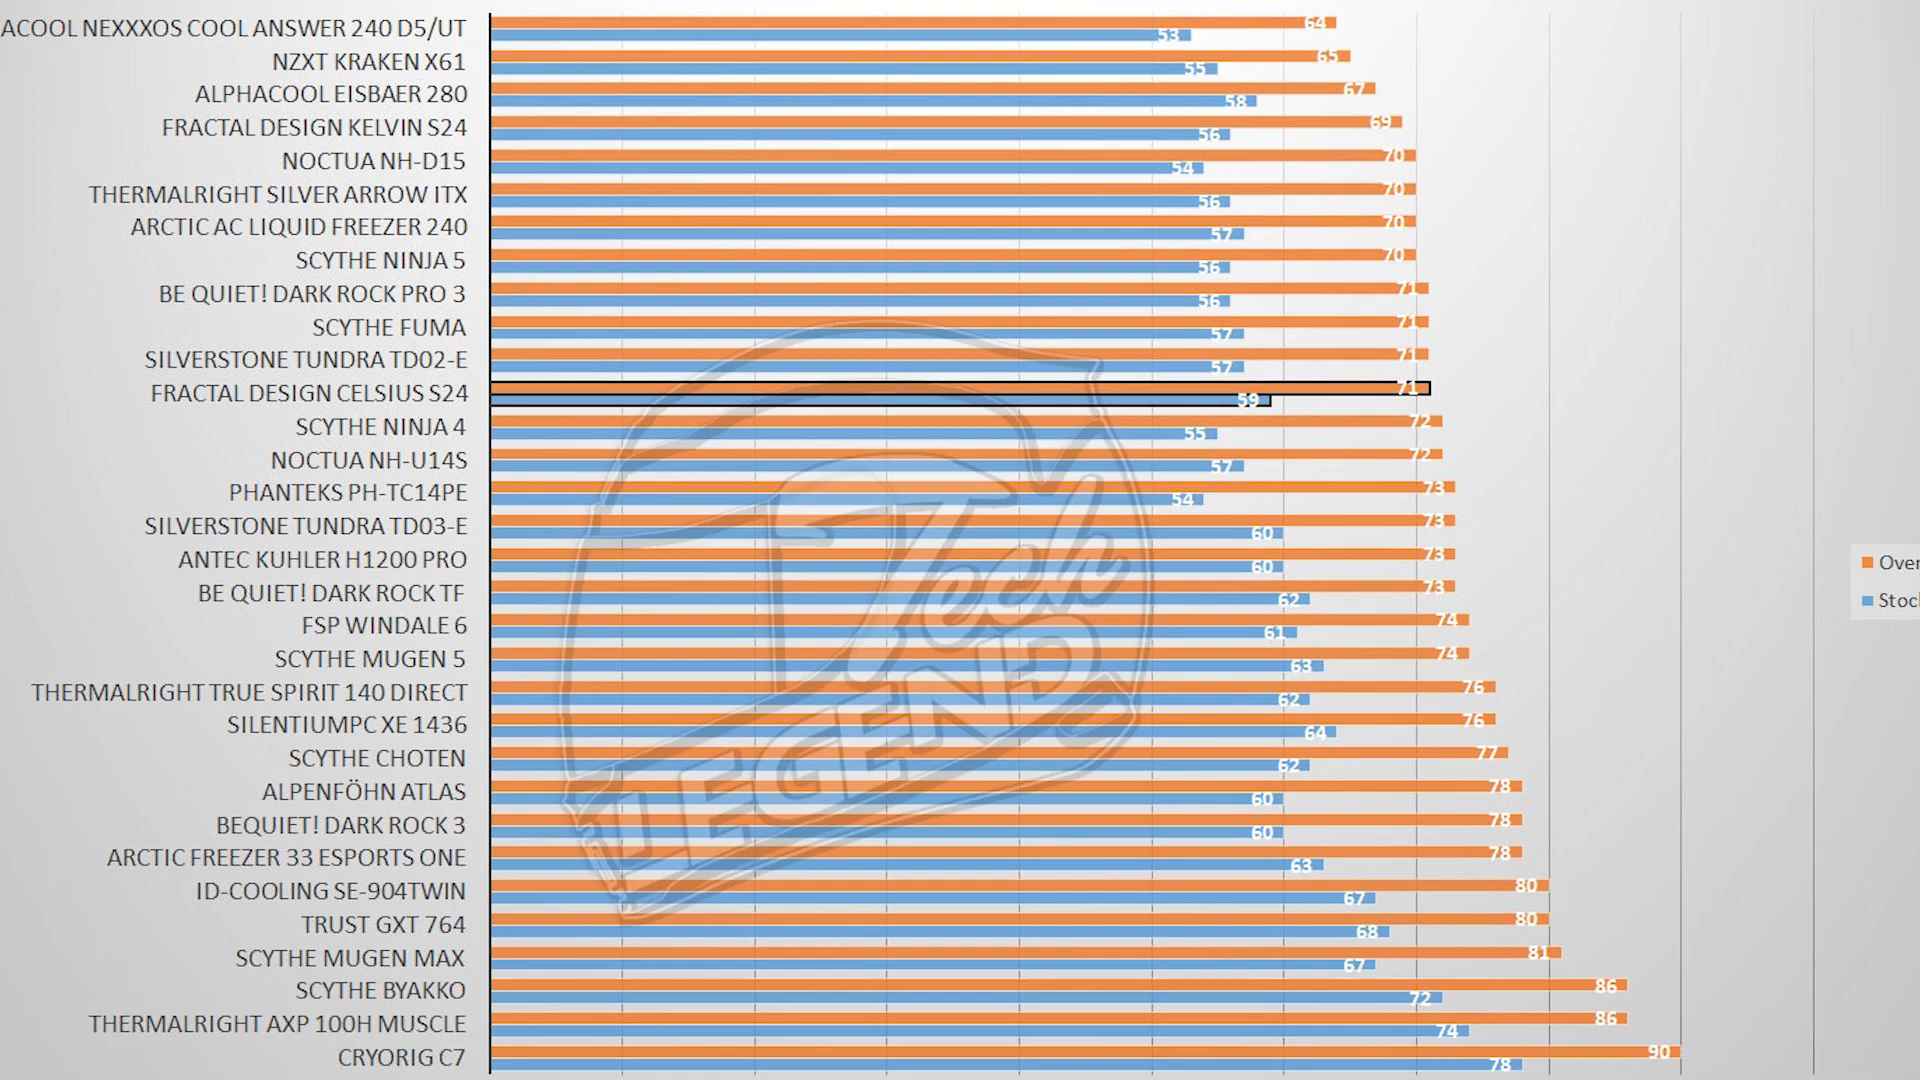 ACOOL NEXXXOS COOL ANSWER 240 D5/UT 64 53
NZXT KRAKEN X61 65 55
ALPHACOOL EISBAER 280 67 58
FRACTAL DESIGN KELVIN S24 69 56
NOCTUA NH-D15 70 54
THERMALRIGHT SILVER ARROW ITX 70 56
ARCTIC AC LIQUID FREEZER 240 70 57
SCYTHE NINJA 5 70 56
BE QUIET! DARK ROCK PRO 3 71 56
SCYTHE FUMA 71 57
SILVERSTONE TUNDRA TD02-E 71 57
FRACTAL DESIGN CELSIUS S24 71 59
SCYTHE NINJA 4 72 55
NOCTUA NH-U14S 72 57
PHANTEKS PH-TC14PE 73 54
SILVERSTONE TUNDRA TD03-E 73 60
ANTEC KUHLER H1200 PRO 73 60
BE QUIET! DARK ROCK TF 73 62
FSP WINDALE 6 74 61
SCYTHE MUGEN 5 74 63
THERMALRIGHT TRUE SPIRIT 140 DIRECT 76 62
SILENTIUMPC XE 1436 76 64
SCYTHE CHOTEN 77 62
ALPENFÖHN ATLAS 78 60
BEQUIET! DARK ROCK 3 78 60
ARCTIC FREEZER 33 ESPORTS ONE 78 63
ID-COOLING SE-904TWIN 80 67
TRUST GXT 764 80 68
SCYTHE MUGEN MAX 81 67
SCYTHE BYAKKO 86 72
THERMALRIGHT AXP 100H MUSCLE 86 74
CRYORIG C7 90 78
Over
Stoc
Tech
LEGEND